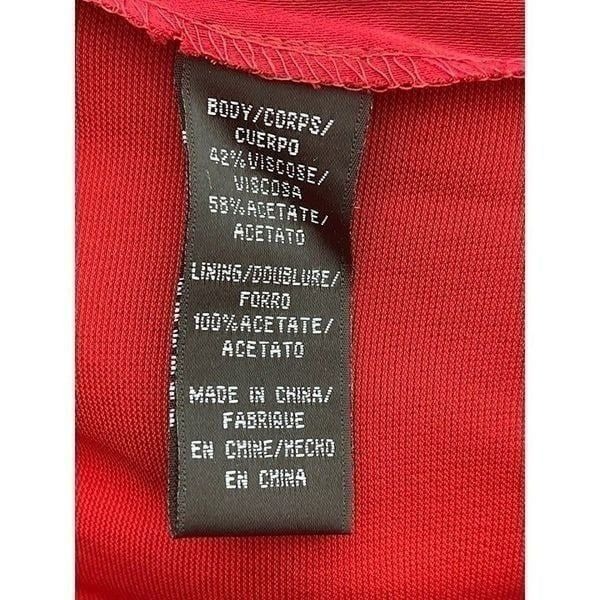 BODY/CORPS/
CUERPO
42%VISCOSE/
VISCOSA
58%ACETATE/
ACETATO
LINING/DOUBLURE/
FORRO
100%ACETATE/
ACETATO
MADE IN CHINA/
FABRIQUE
EN CHINE/HECHO
EN CHINA